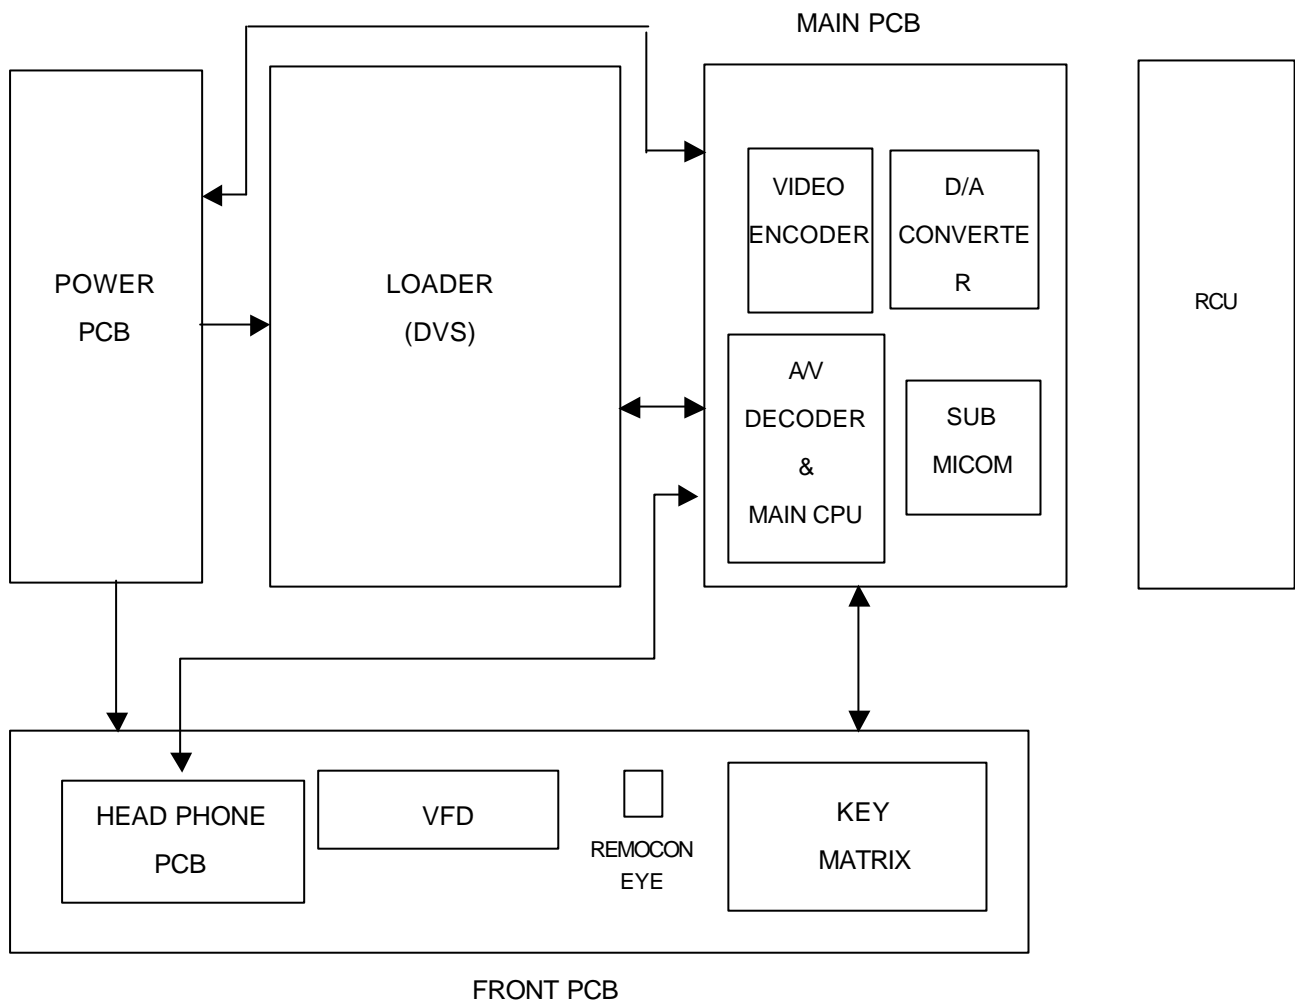 MAIN PCB
POWER
PCB
LOADER
(DVS)
VIDEO
ENCODER
D/A
CONVERTE
R
A/V
DECODER
&
MAIN CPU
SUB
MICOM
RCU
HEAD PHONE
PCB
VFD
REMOCON
EYE
KEY
MATRIX
FRONT PCB